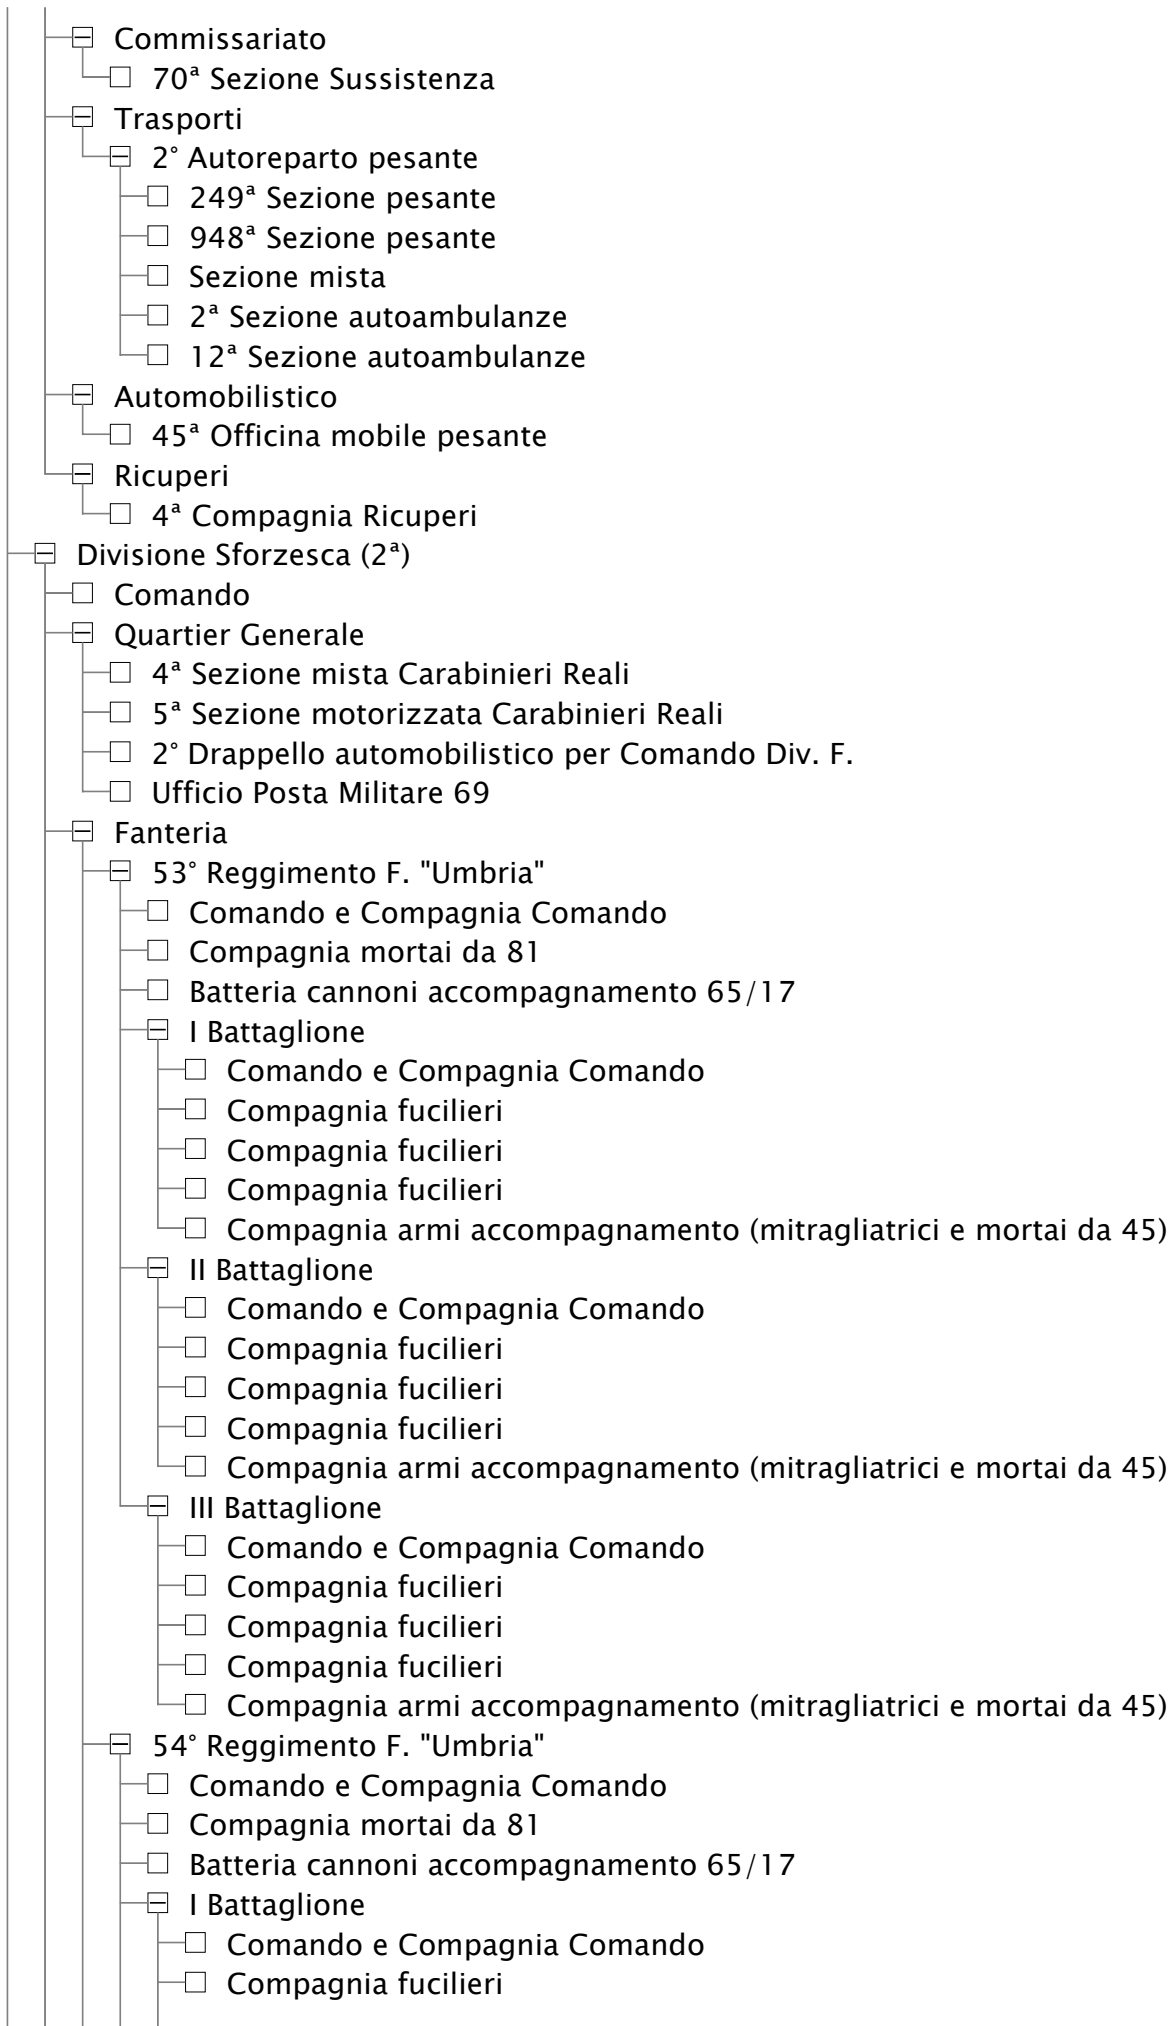 Commissariato
70ª Sezione Sussistenza
Trasporti
2° Autoreparto pesante
249ª Sezione pesante
948ª Sezione pesante
Sezione mista
2ª Sezione autoambulanze
12ª Sezione autoambulanze
Automobilistico
45ª Officina mobile pesante
Ricuperi
4ª Compagnia Ricuperi
Divisione Sforzesca (2ª)
Comando
Quartier Generale
4ª Sezione mista Carabinieri Reali
5ª Sezione motorizzata Carabinieri Reali
2° Drappello automobilistico per Comando Div. F.
Ufficio Posta Militare 69
Fanteria
53° Reggimento F. "Umbria"
Comando e Compagnia Comando
Compagnia mortai da 81
Batteria cannoni accompagnamento 65/17
I Battaglione
Comando e Compagnia Comando
Compagnia fucilieri
Compagnia fucilieri
Compagnia fucilieri
Compagnia armi accompagnamento (mitragliatrici e mortai da 45)
II Battaglione
Comando e Compagnia Comando
Compagnia fucilieri
Compagnia fucilieri
Compagnia fucilieri
Compagnia armi accompagnamento (mitragliatrici e mortai da 45)
III Battaglione
Comando e Compagnia Comando
Compagnia fucilieri
Compagnia fucilieri
Compagnia fucilieri
Compagnia armi accompagnamento (mitragliatrici e mortai da 45)
54° Reggimento F. "Umbria"
Comando e Compagnia Comando
Compagnia mortai da 81
Batteria cannoni accompagnamento 65/17
I Battaglione
Comando e Compagnia Comando
Compagnia fucilieri